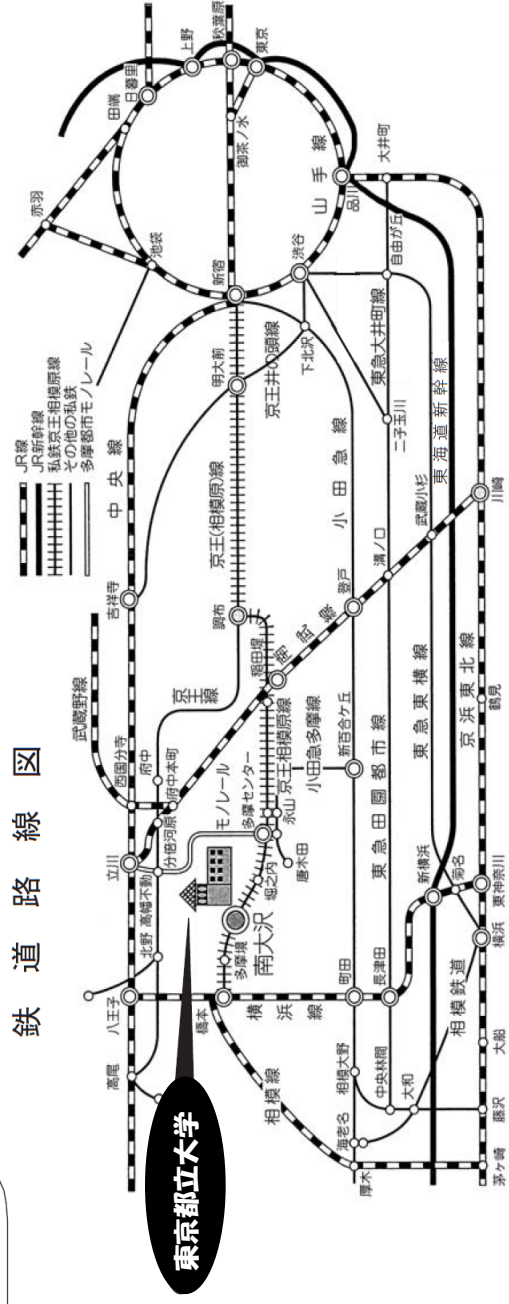 鉄道路線図
JR線
JR新幹線
私鉄京王相模原線
その他の私鉄
多摩都市モノレール
赤羽
田端
日暮里
上野
秋葉原
東京
御茶ノ水
池袋
新宿
渋谷
山手線
品川
大井町
中央線
吉祥寺
明大前
京王井の頭線
下北沢
自由が丘
東急大井町線
二子玉川
東海道新幹線
武蔵野線
西国分寺
立川
府中
府中本町
分倍河原
京王線
調布
京王(相模原)線
稲田堤
南武線
登戸
小田急線
溝ノ口
武蔵小杉
川崎
八王子
北野
高幡不動
高尾
モノレール
多摩センター
永山
京王相模原線
小田急多摩線
新百合ケ丘
唐木田
堀之内
南大沢
多摩境
橋本
横浜線
町田
長津田
東急田園都市線
東急東横線
京浜東北線
鶴見
新横浜
菊名
東神奈川
横浜
相模鉄道
相模線
相模大野
中央林間
大和
海老名
厚木
大船
藤沢
茅ヶ崎
東京都立大学